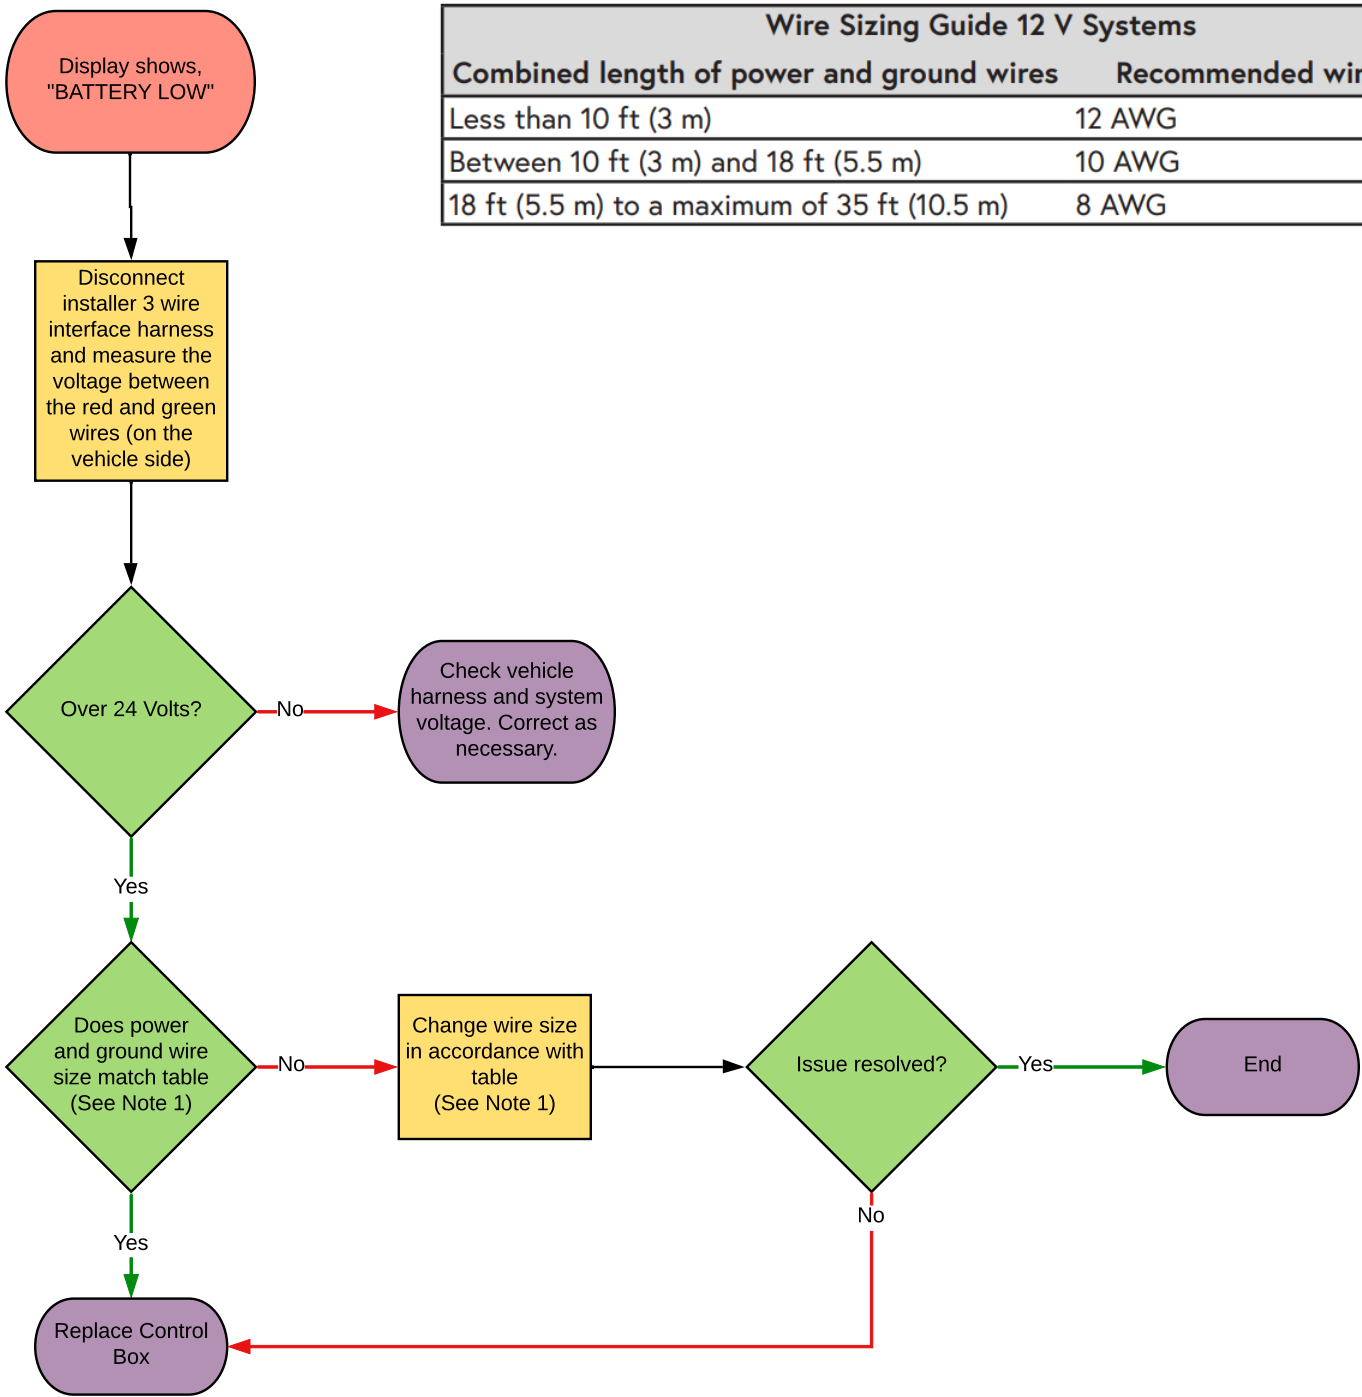 Display shows,
"BATTERY LOW"
Wire Sizing Guide 12 V Systems
Combined length of power and ground wires Recommended
Less than 10 ft (3 m) 12 AWG
Between 10 ft (3 m) and 18 ft (5.5 m) 10 AWG
18 ft (5.5 m) to a maximum of 35 ft (10.5 m) 8 AWG
Disconnect
installer 3 wire
interface harness
and measure the
voltage between
the red and green
wires (on the
vehicle side)
Over 24 Volts?
No
Check vehicle
harness and system
voltage. Correct as
necessary.
Yes
Does power
and ground wire
size match table
(See Note 1)
No
Change wire size
in accordance with
table
(See Note 1)
Issue resolved?
Yes
End
No
Yes
Replace Control
Box